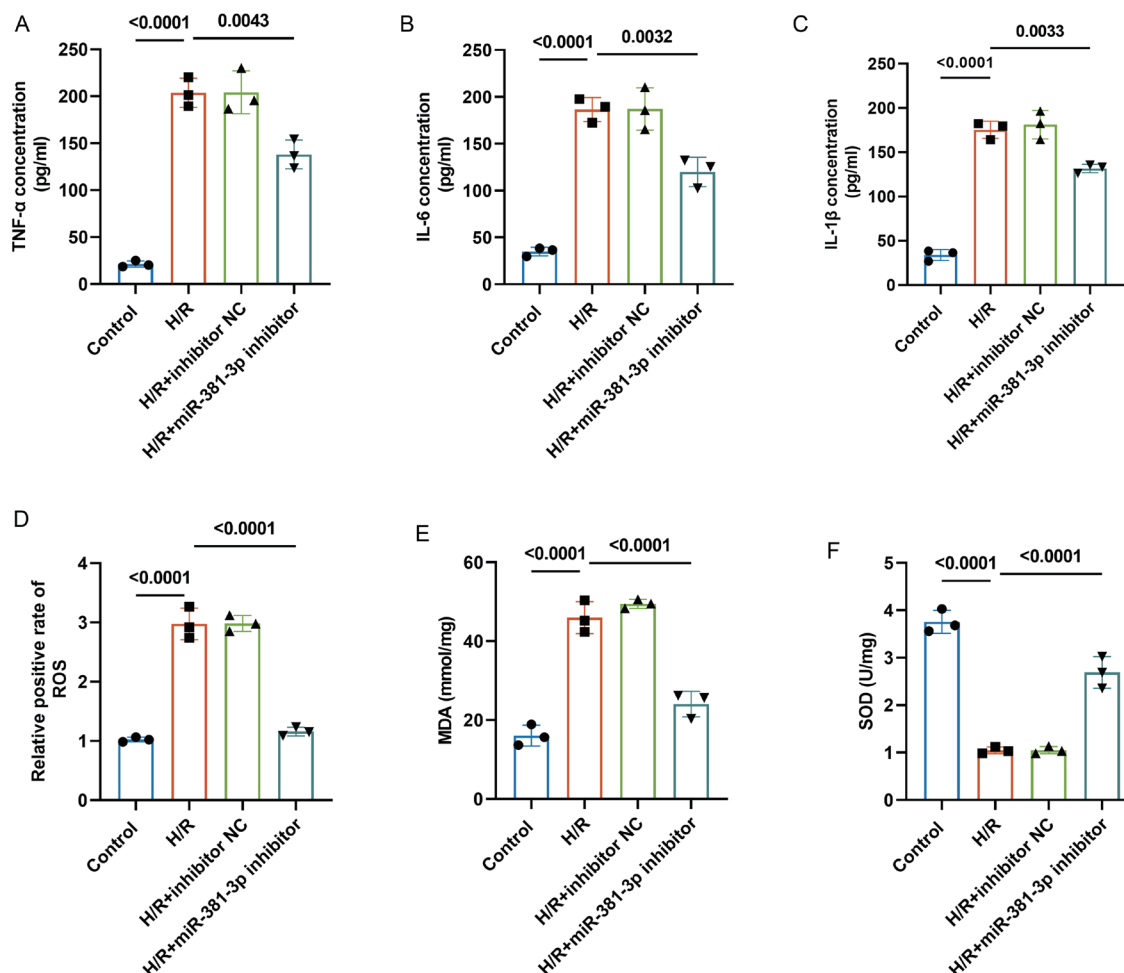 A
<0.0001
0.0043
TNF-α concentration
(pg/ml)
250
200
150
100
50
0
Control
H/R
H/R+inhibitor NC
H/R+miR-381-3p inhibitor
B
<0.0001
0.0032
IL-6 concentration
(pg/ml)
250
200
150
100
50
0
Control
H/R
H/R+inhibitor NC
H/R+miR-381-3p inhibitor
C
<0.0001
0.0033
IL-1β concentration
(pg/ml)
250
200
150
100
50
0
Control
H/R
H/R+inhibitor NC
H/R+miR-381-3p inhibitor
D
<0.0001
<0.0001
Relative positive rate of
ROS
4
3
2
1
0
Control
H/R
H/R+inhibitor NC
H/R+miR-381-3p inhibitor
E
<0.0001
<0.0001
MDA (mmol/mg)
60
40
20
0
Control
H/R
H/R+inhibitor NC
H/R+miR-381-3p inhibitor
F
<0.0001
<0.0001
SOD (U/mg)
5
4
3
2
1
0
Control
H/R
H/R+inhibitor NC
H/R+miR-381-3p inhibitor